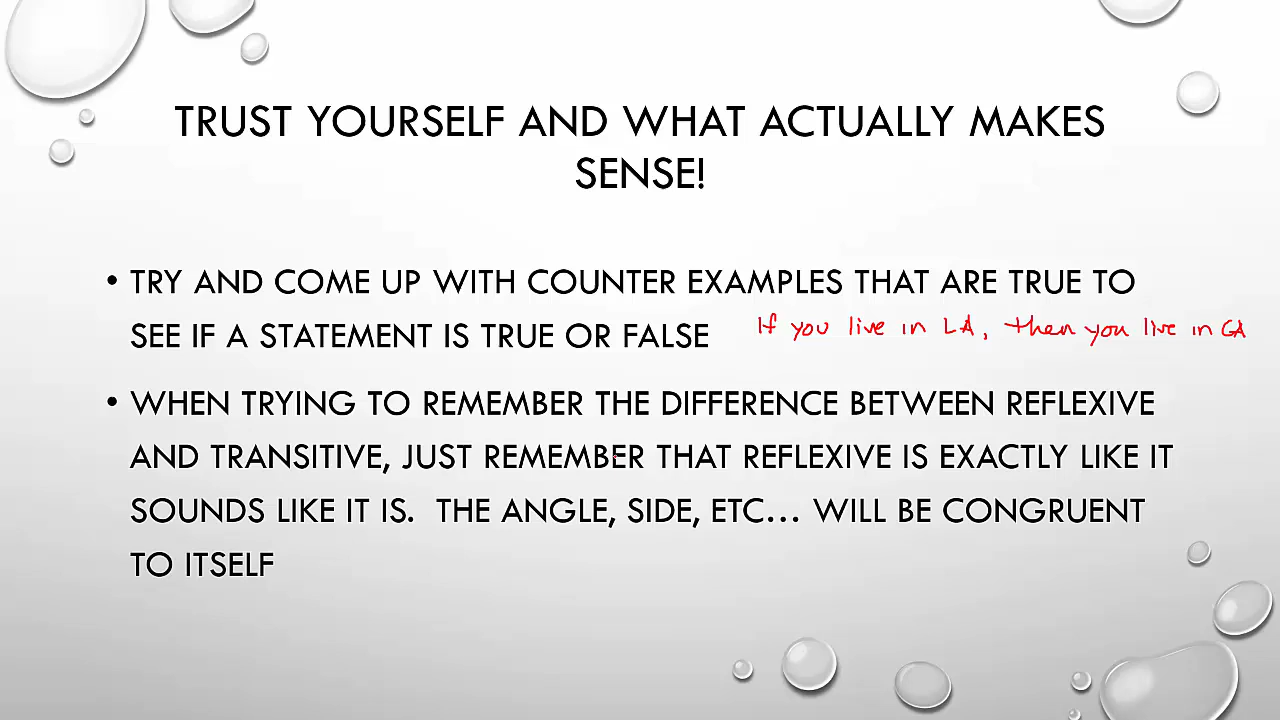 TRUST YOURSELF AND WHAT ACTUALLY MAKES
SENSE!
• TRY AND COME UP WITH COUNTER EXAMPLES THAT ARE TRUE TO
SEE IF A STATEMENT IS TRUE OR FALSE
If you live in LA, then you live in CA
• WHEN TRYING TO REMEMBER THE DIFFERENCE BETWEEN REFLEXIVE
AND TRANSITIVE, JUST REMEMBER THAT REFLEXIVE IS EXACTLY LIKE IT
SOUNDS LIKE IT IS. THE ANGLE, SIDE, ETC... WILL BE CONGRUENT
TO ITSELF